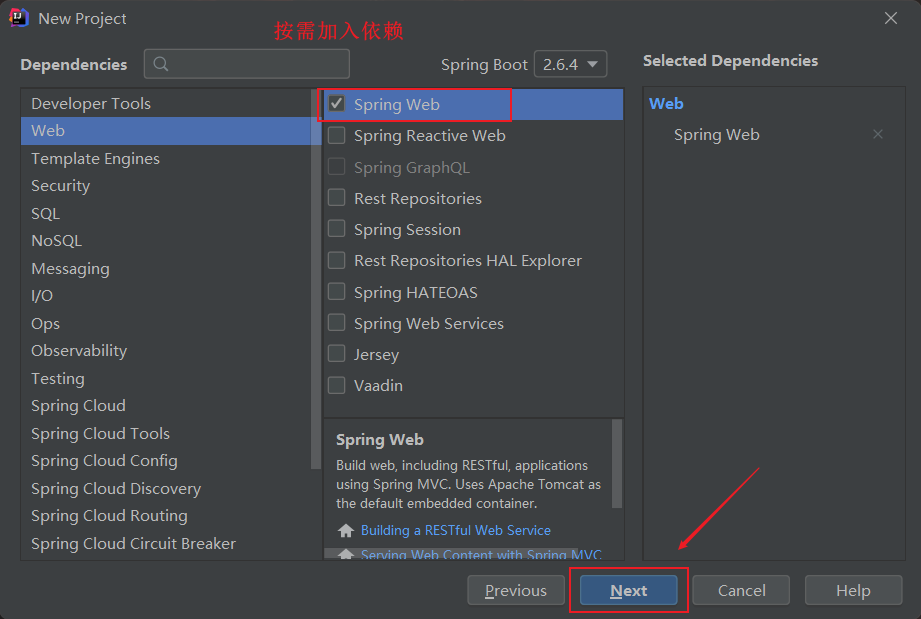 New Project
按需加入依赖
Dependencies
Spring Boot 2.6.4
Selected Dependencies
Developer Tools
Web
Template Engines
Security
SQL
NoSQL
Messaging
I/O
Ops
Observability
Testing
Spring Cloud
Spring Cloud Tools
Spring Cloud Config
Spring Cloud Discovery
Spring Cloud Routing
Spring Cloud Circuit Breaker
Spring Web
Spring Reactive Web
Spring GraphQL
Rest Repositories
Spring Session
Rest Repositories HAL Explorer
Spring HATEOAS
Spring Web Services
Jersey
Vaadin
Spring Web
Build web, including RESTful, applications
using Spring MVC. Uses Apache Tomcat as
the default embedded container.
Building a RESTful Web Service
Serving Web Content with Spring MVC
Web
Spring Web
Previous
Next
Cancel
Help